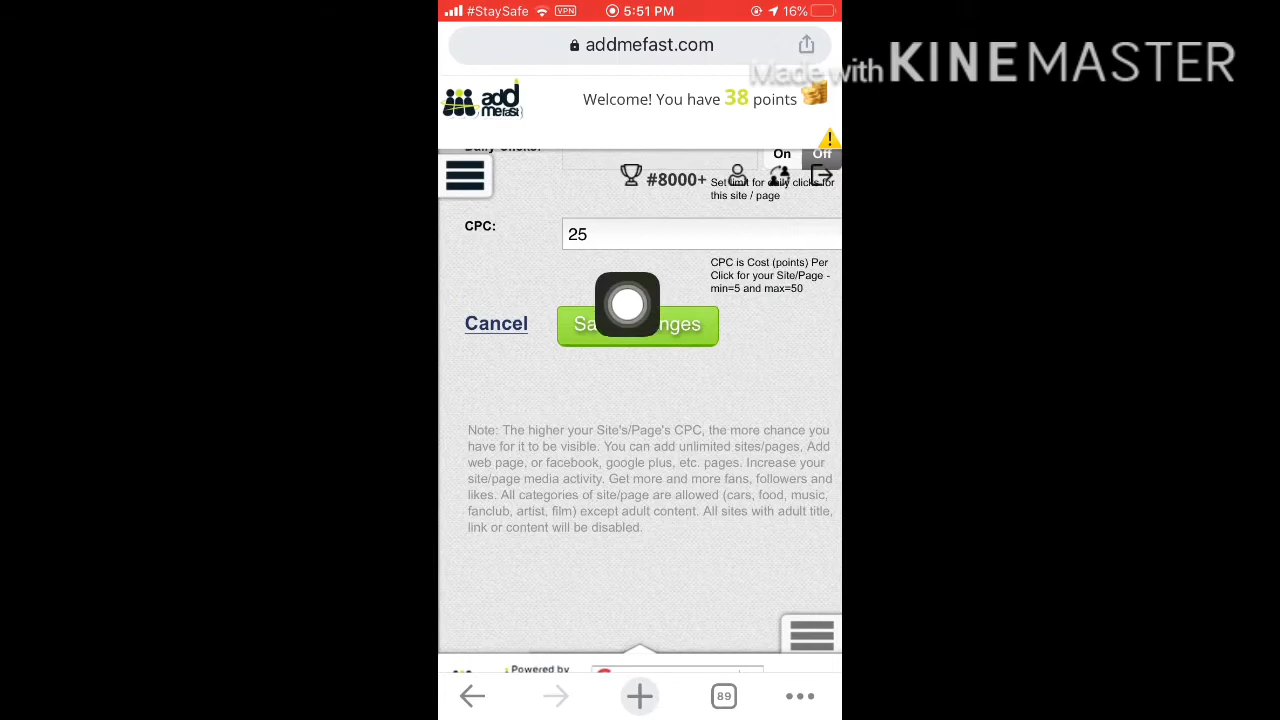 #StaySafe VPN 5:51 PM 16%
addmefast.com
Made with KINEMASTER
add mefast
Welcome! You have 38 points
Daily Clicks:
On Off
#8000+
Set limit for daily clicks for
this site / page
CPC:
25
CPC is Cost (points) Per
Click for your Site/Page -
min=5 and max=50
Cancel
Note: The higher your Site's/Page's CPC, the more chance you
have for it to be visible. You can add unlimited sites/pages, Add
web page, or facebook, google plus, etc. pages. Increase your
site/page media activity. Get more and more fans, followers and
likes. All categories of site/page are allowed (cars, food, music,
fanclub, artist, film) except adult content. All sites with adult title,
link or content will be disabled.
Powered by
89